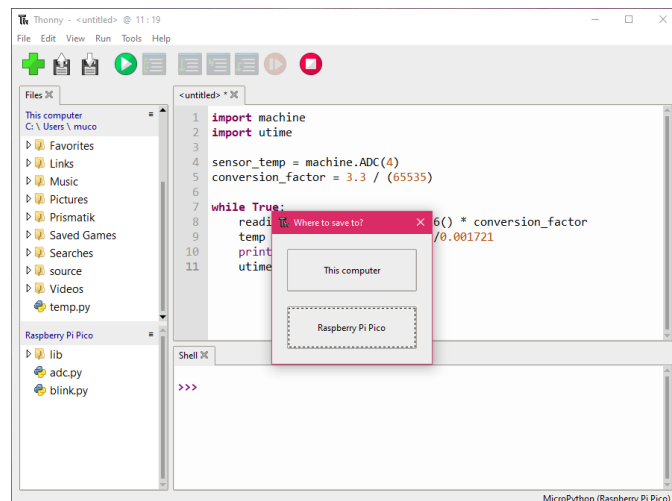 Thonny - <untitled> @ 11 : 19
File Edit View Run Tools Help
Files
This computer
C: \ Users \ muco
Favorites
Links
Music
Pictures
Prismatik
Saved Games
Searches
source
Videos
temp.py
Raspberry Pi Pico
lib
adc.py
blink.py
<untitled> *
1 import machine
2 import utime
3
4 sensor_temp = machine.ADC(4)
5 conversion_factor = 3.3 / (65535)
6
7 while True:
8 readi 6() * conversion_factor
9 temp /0.001721
10 print
11 utime
Where to save to?
This computer
Raspberry Pi Pico
Shell
>>>
MicroPython (Raspberry Pi Pico)